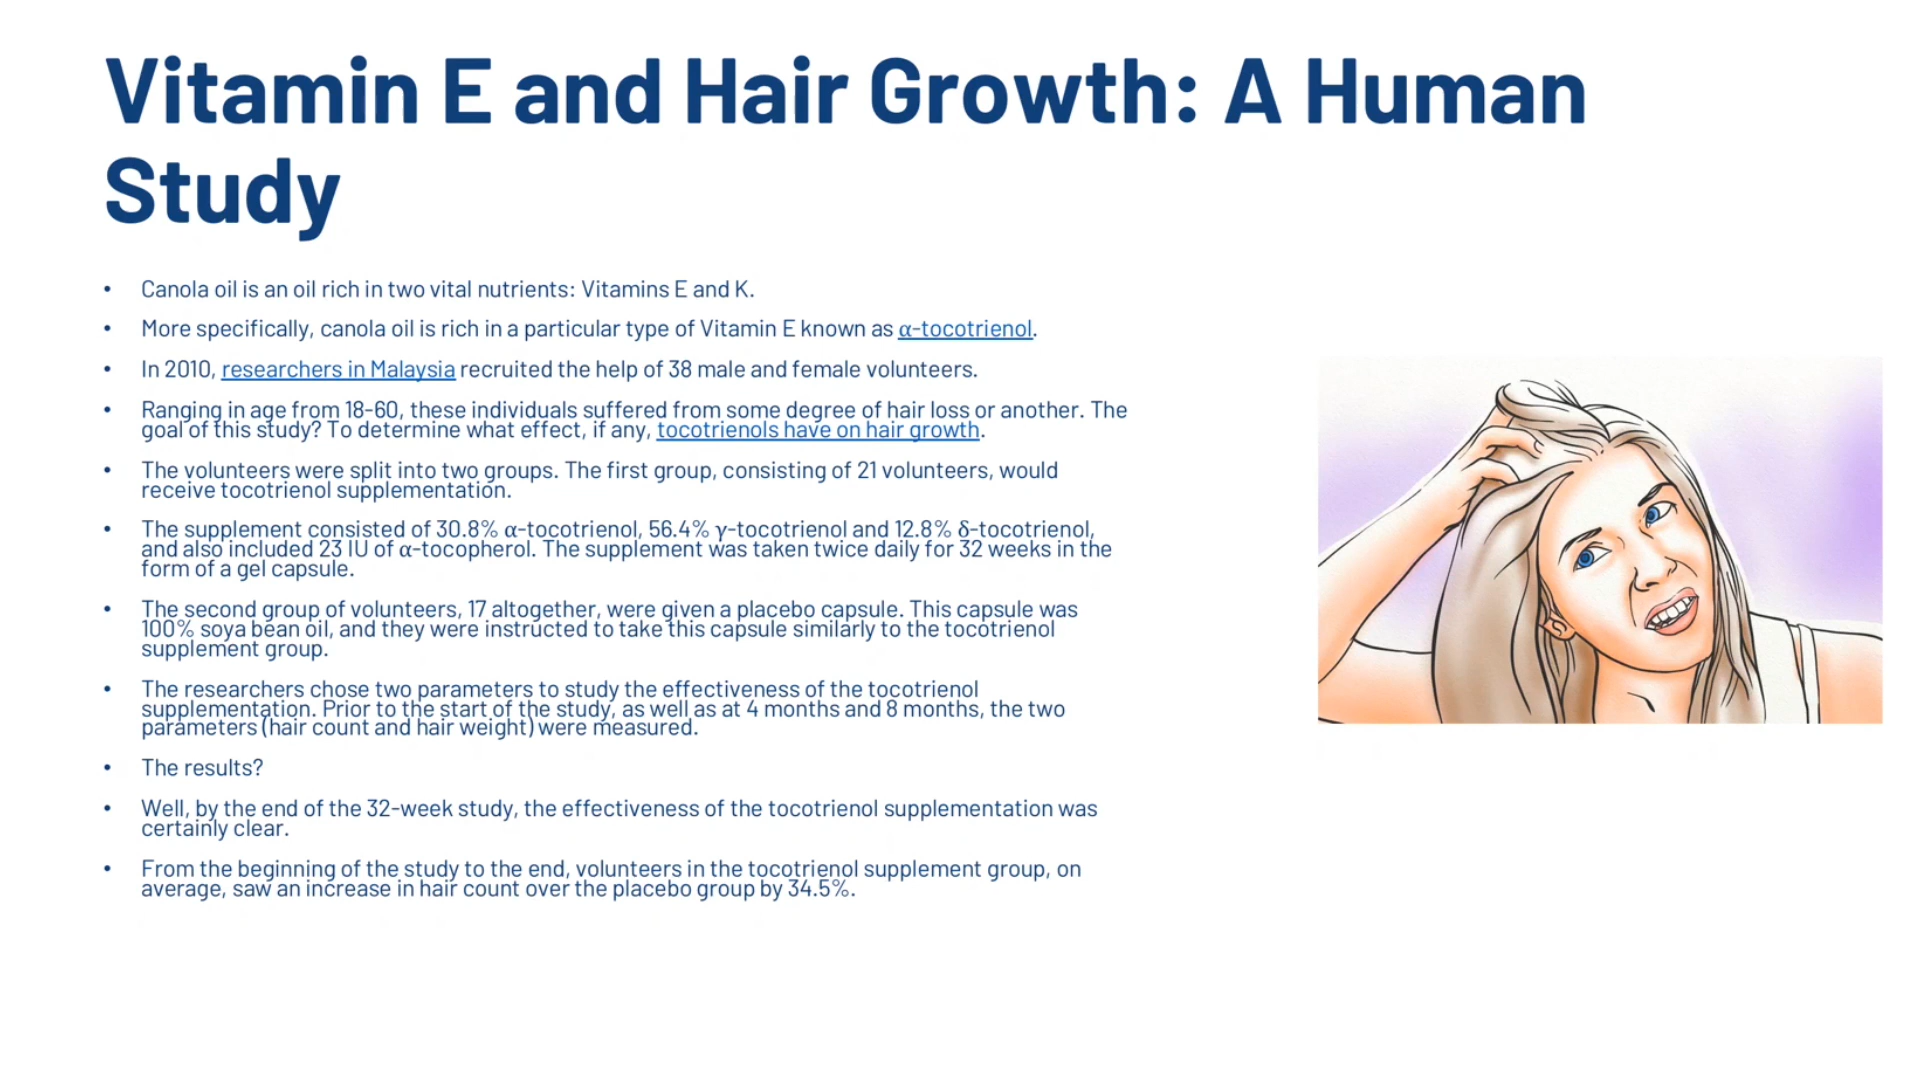 Vitamin E and Hair Growth: A Human
Study
• Canola oil is an oil rich in two vital nutrients: Vitamins E and K.
• More specifically, canola oil is rich in a particular type of Vitamin E known as α-tocotrienol.
• In 2010, researchers in Malaysia recruited the help of 38 male and female volunteers.
• Ranging in age from 18-60, these individuals suffered from some degree of hair loss or another. The
goal of this study? To determine what effect, if any, tocotrienols have on hair growth.
• The volunteers were split into two groups. The first group, consisting of 21 volunteers, would
receive tocotrienol supplementation.
• The supplement consisted of 30.8% α-tocotrienol, 56.4% γ-tocotrienol and 12.8% δ-tocotrienol,
and also included 23 IU of α-tocopherol. The supplement was taken twice daily for 32 weeks in the
form of a gel capsule.
• The second group of volunteers, 17 altogether, were given a placebo capsule. This capsule was
100% soya bean oil, and they were instructed to take this capsule similarly to the tocotrienol
supplement group.
• The researchers chose two parameters to study the effectiveness of the tocotrienol
supplementation. Prior to the start of the study, as well as at 4 months and 8 months, the two
parameters (hair count and hair weight) were measured.
• The results?
• Well, by the end of the 32-week study, the effectiveness of the tocotrienol supplementation was
certainly clear.
• From the beginning of the study to the end, volunteers in the tocotrienol supplement group, on
average, saw an increase in hair count over the placebo group by 34.5%.